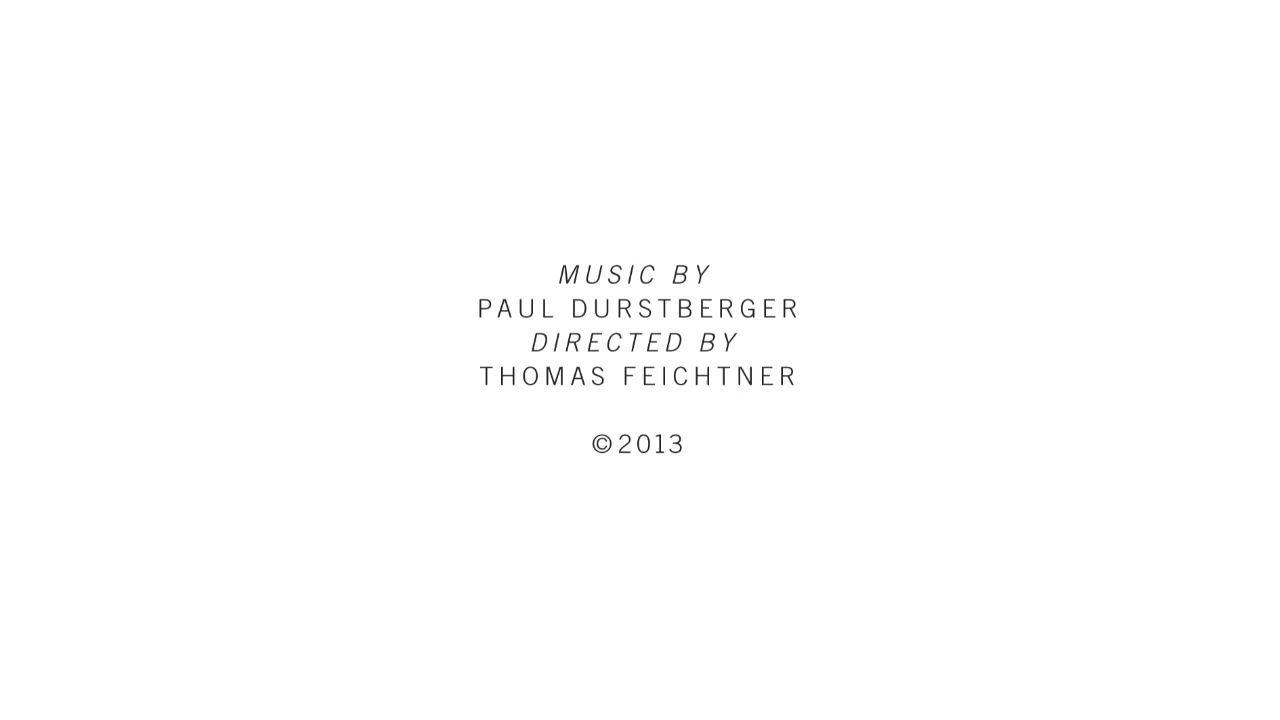 MUSIC BY
PAUL DURSTBERGER
DIRECTED BY
THOMAS FEICHTNER
©2013